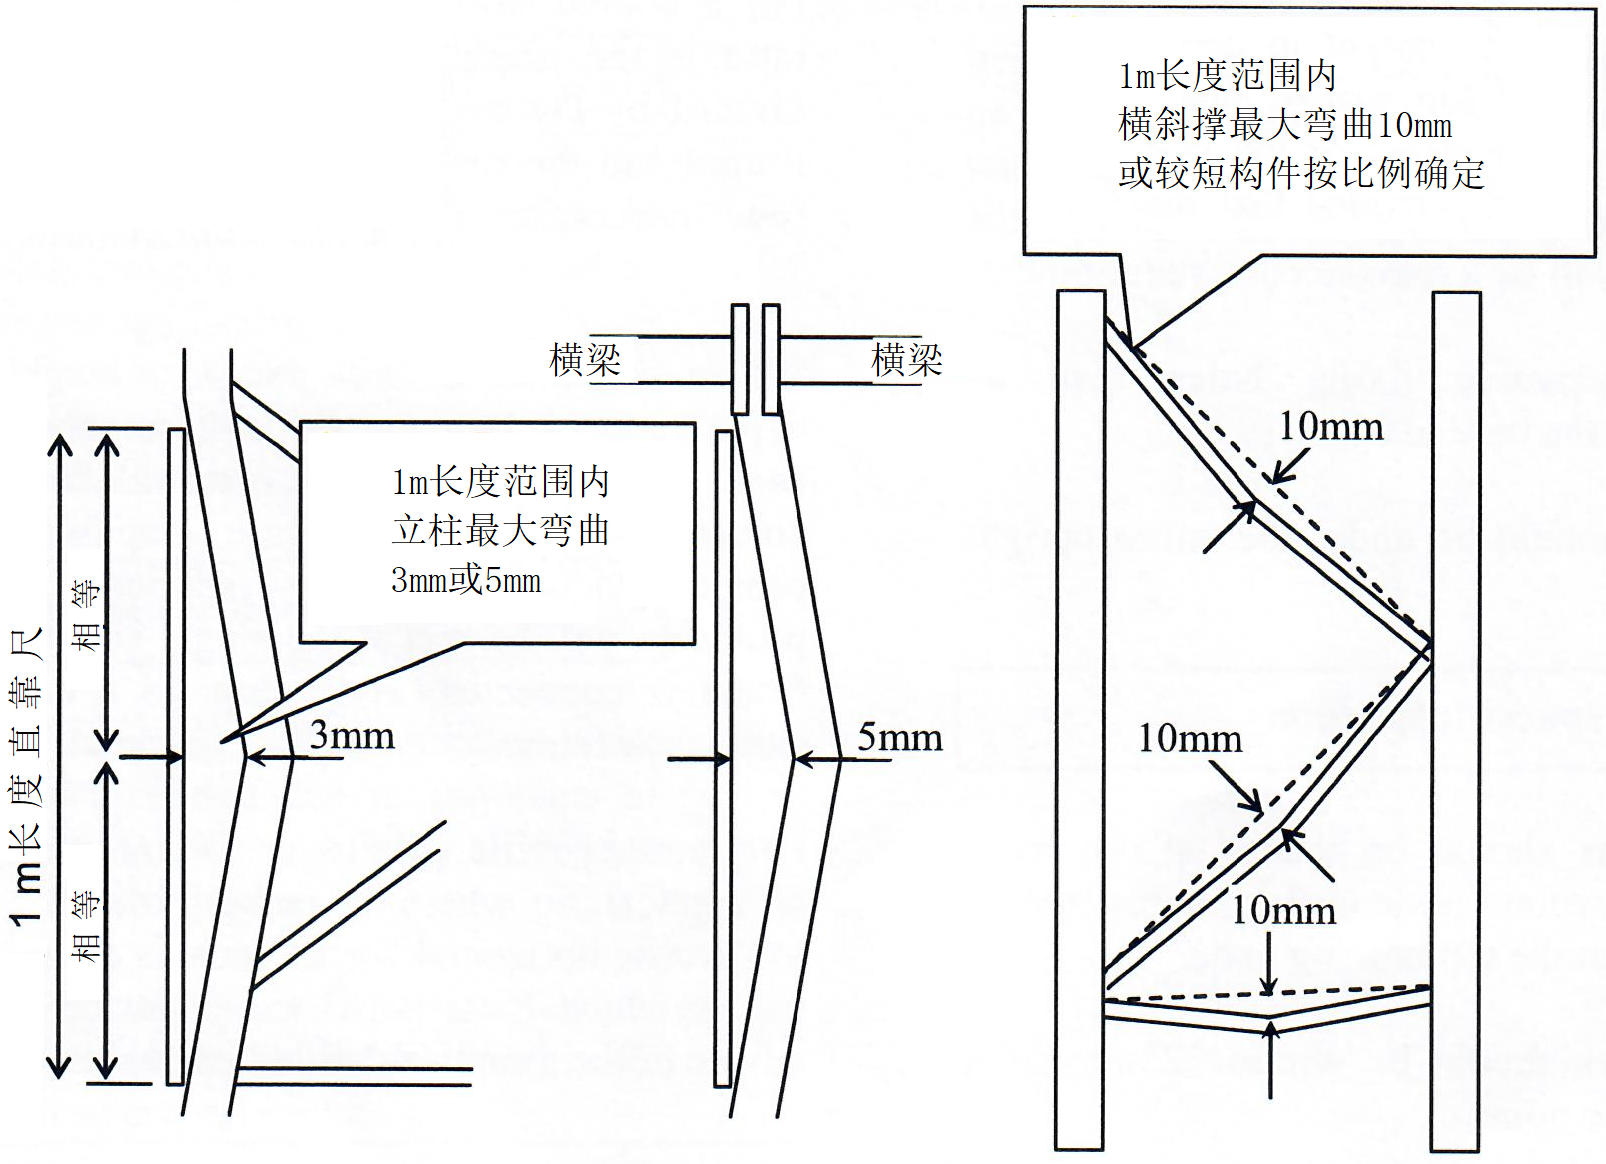 1m长度范围内
横斜撑最大弯曲10mm
或较短构件按比例确定
横梁
横梁
10mm
1m长度范围内
立柱最大弯曲
3mm或5mm
相等
1m长度直靠尺
3mm
5mm
10mm
相等
10mm